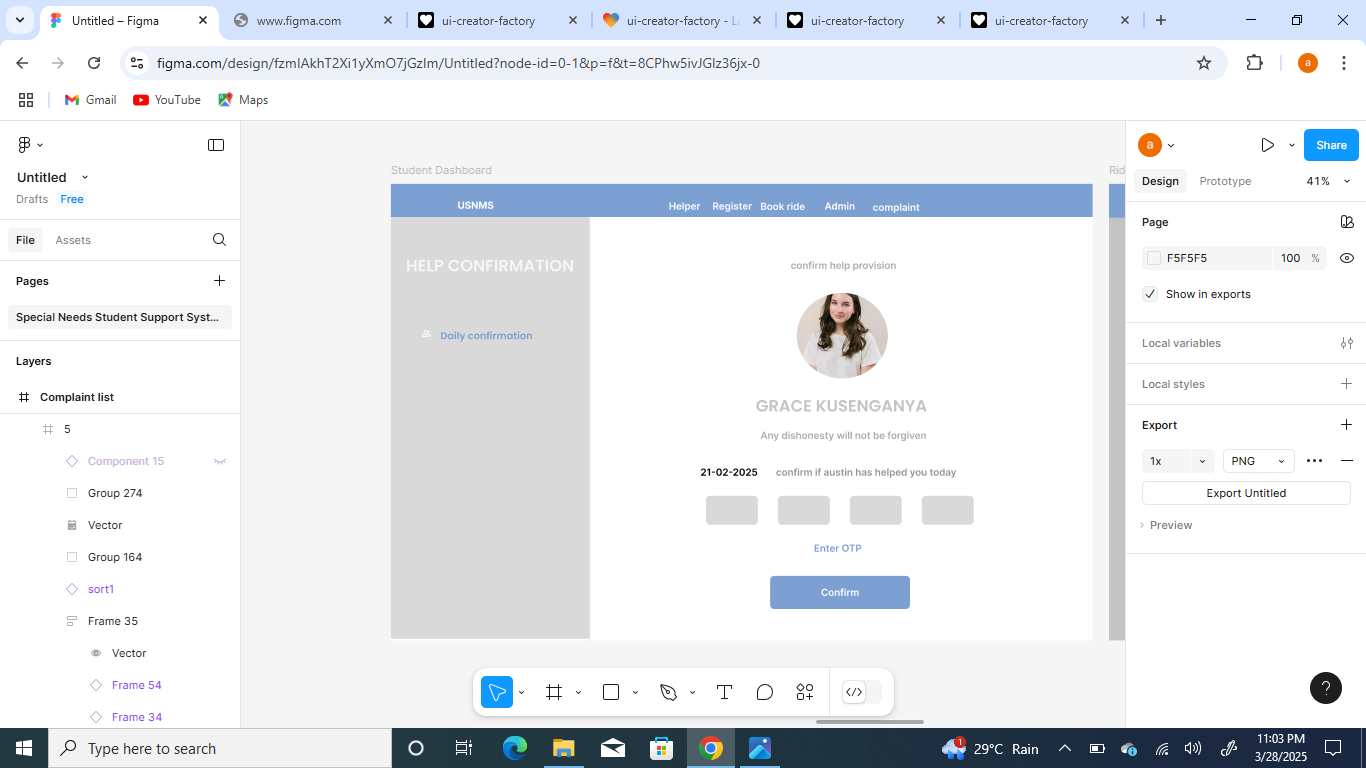 Untitled – Figma
www.figma.com
ui-creator-factory
ui-creator-factory - L
ui-creator-factory
ui-creator-factory
figma.com/design/fzmIAkhT2Xi1yXmO7jGzIm/Untitled?node-id=0-1&p=f&t=8CPhw5ivJGlz36jx-0
a
Gmail
YouTube
Maps
Untitled
Drafts
Free
File
Assets
Pages
Special Needs Student Support Syst...
Layers
Complaint list
5
Component 15
Group 274
Vector
Group 164
sort1
Frame 35
Vector
Frame 54
Frame 34
Student Dashboard
Rid
USNMS
Helper
Register
Book ride
Admin
complaint
HELP CONFIRMATION
Daily confirmation
confirm help provision
GRACE KUSENGANYA
Any dishonesty will not be forgiven
21-02-2025
confirm if austin has helped you today
Enter OTP
Confirm
a
Share
Design
Prototype
41%
Page
F5F5F5
100
%
Show in exports
Local variables
Local styles
Export
1x
PNG
Export Untitled
Preview
?
Type here to search
1
29°C Rain
11:03 PM
3/28/2025